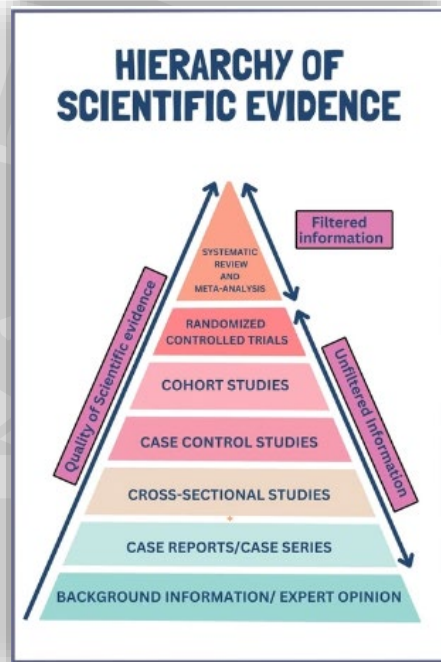 HIERARCHY OF
SCIENTIFIC EVIDENCE
Filtered
information
SYSTEMATIC
REVIEW
AND
META-ANALYSIS
Quality of Scientific evidence
RANDOMIZED
CONTROLLED TRIALS
Unfiltered Information
COHORT STUDIES
CASE CONTROL STUDIES
CROSS-SECTIONAL STUDIES
CASE REPORTS/CASE SERIES
BACKGROUND INFORMATION/ EXPERT OPINION